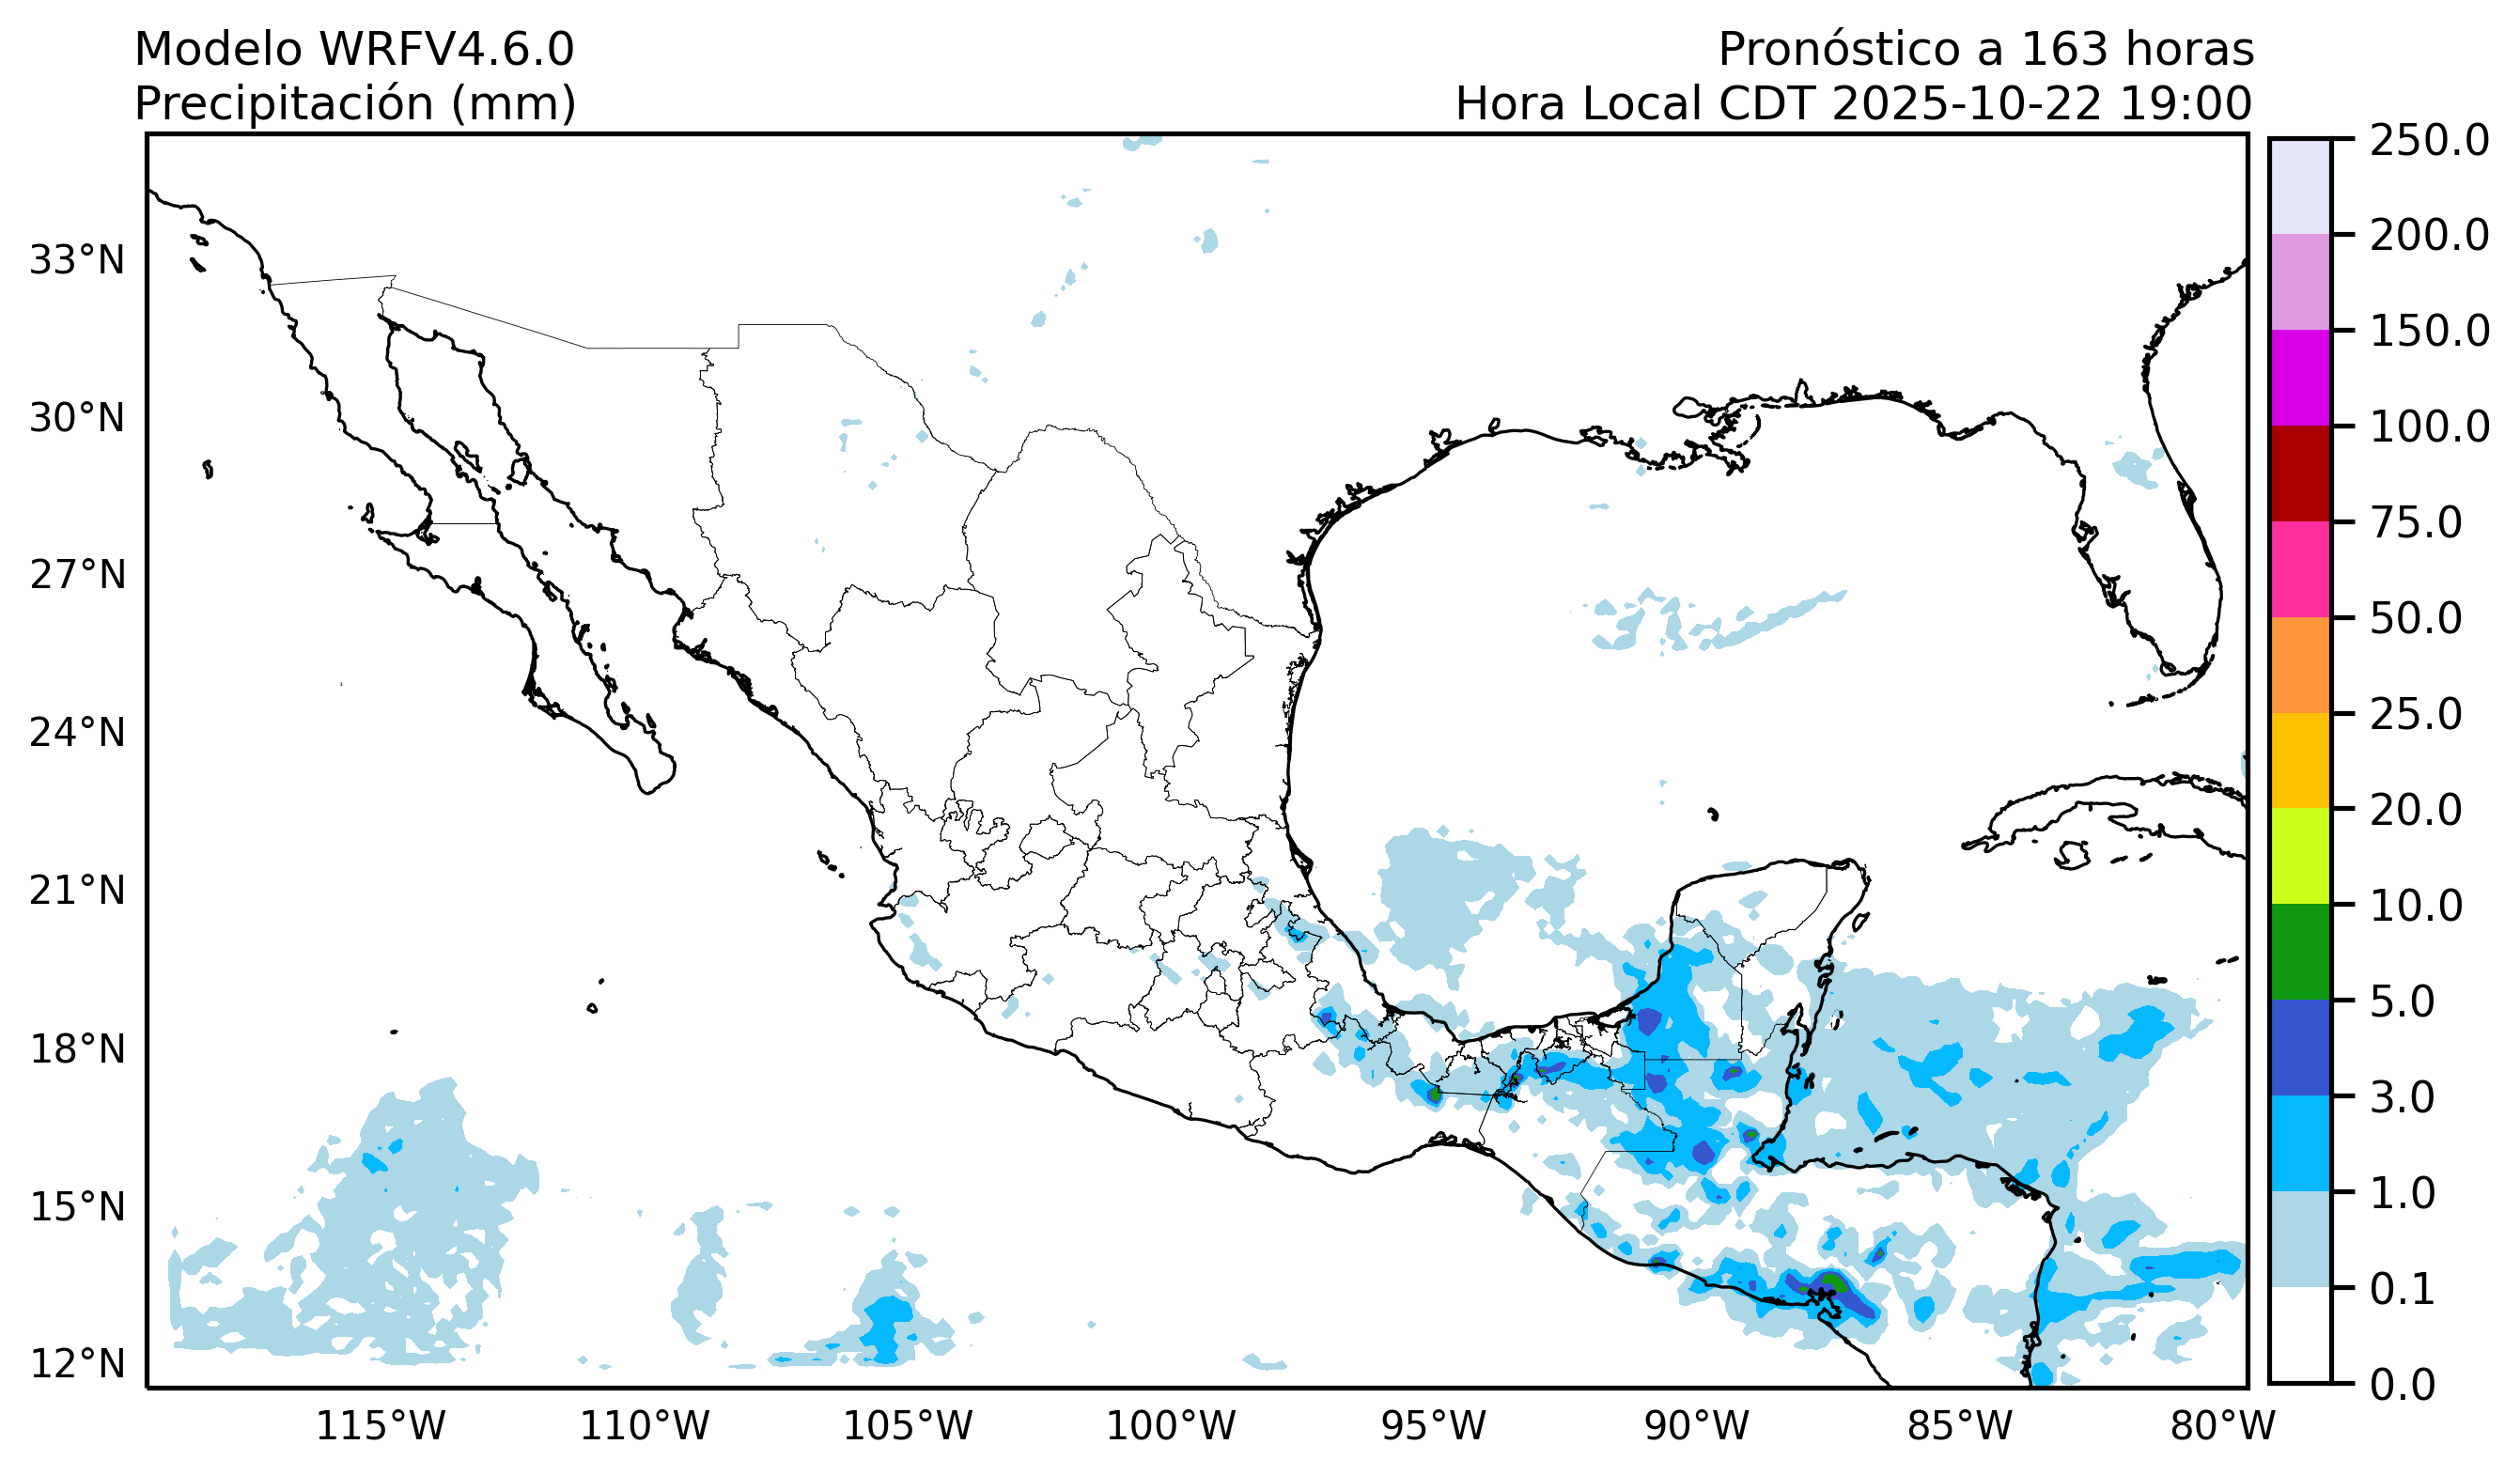 Modelo WRFV4.6.0
Precipitación (mm)
Pronóstico a 163 horas
Hora Local CDT 2025-10-22 19:00
33°N
30°N
27°N
24°N
21°N
18°N
15°N
12°N
115°W
110°W
105°W
100°W
95°W
90°W
85°W
80°W
250.0
200.0
150.0
100.0
75.0
50.0
25.0
20.0
10.0
5.0
3.0
1.0
0.1
0.0